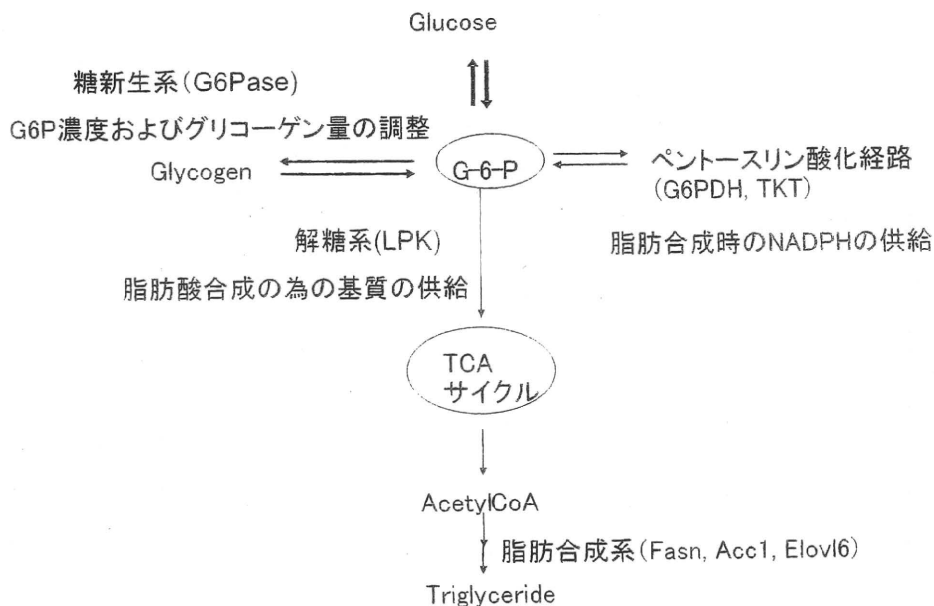 Glucose
糖新生系(G6Pase)
G6P濃度およびグリコーゲン量の調整
Glycogen
G-6-P
ペントースリン酸化経路
(G6PDH, TKT)
解糖系(LPK)
脂肪合成時のNADPHの供給
脂肪酸合成の為の基質の供給
TCA
サイクル
AcetylCoA
脂肪合成系(Fasn, Acc1, Elovl6)
Triglyceride